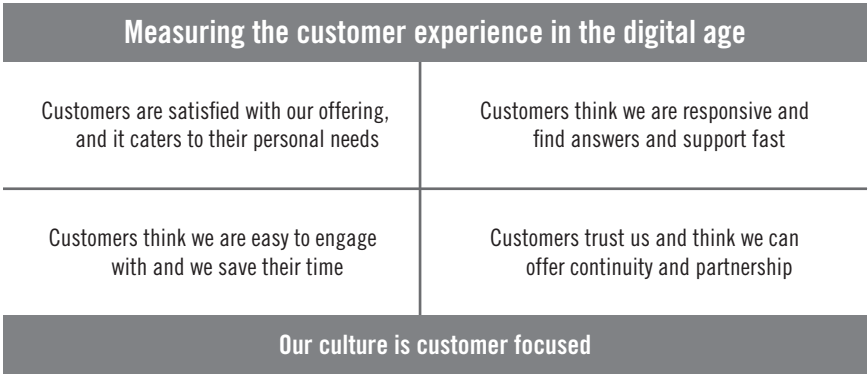 Measuring the customer experience in the digital age
Customers are satisfied with our offering,
and it caters to their personal needs
Customers think we are responsive and
find answers and support fast
Customers think we are easy to engage
with and we save their time
Customers trust us and think we can
offer continuity and partnership
Our culture is customer focused